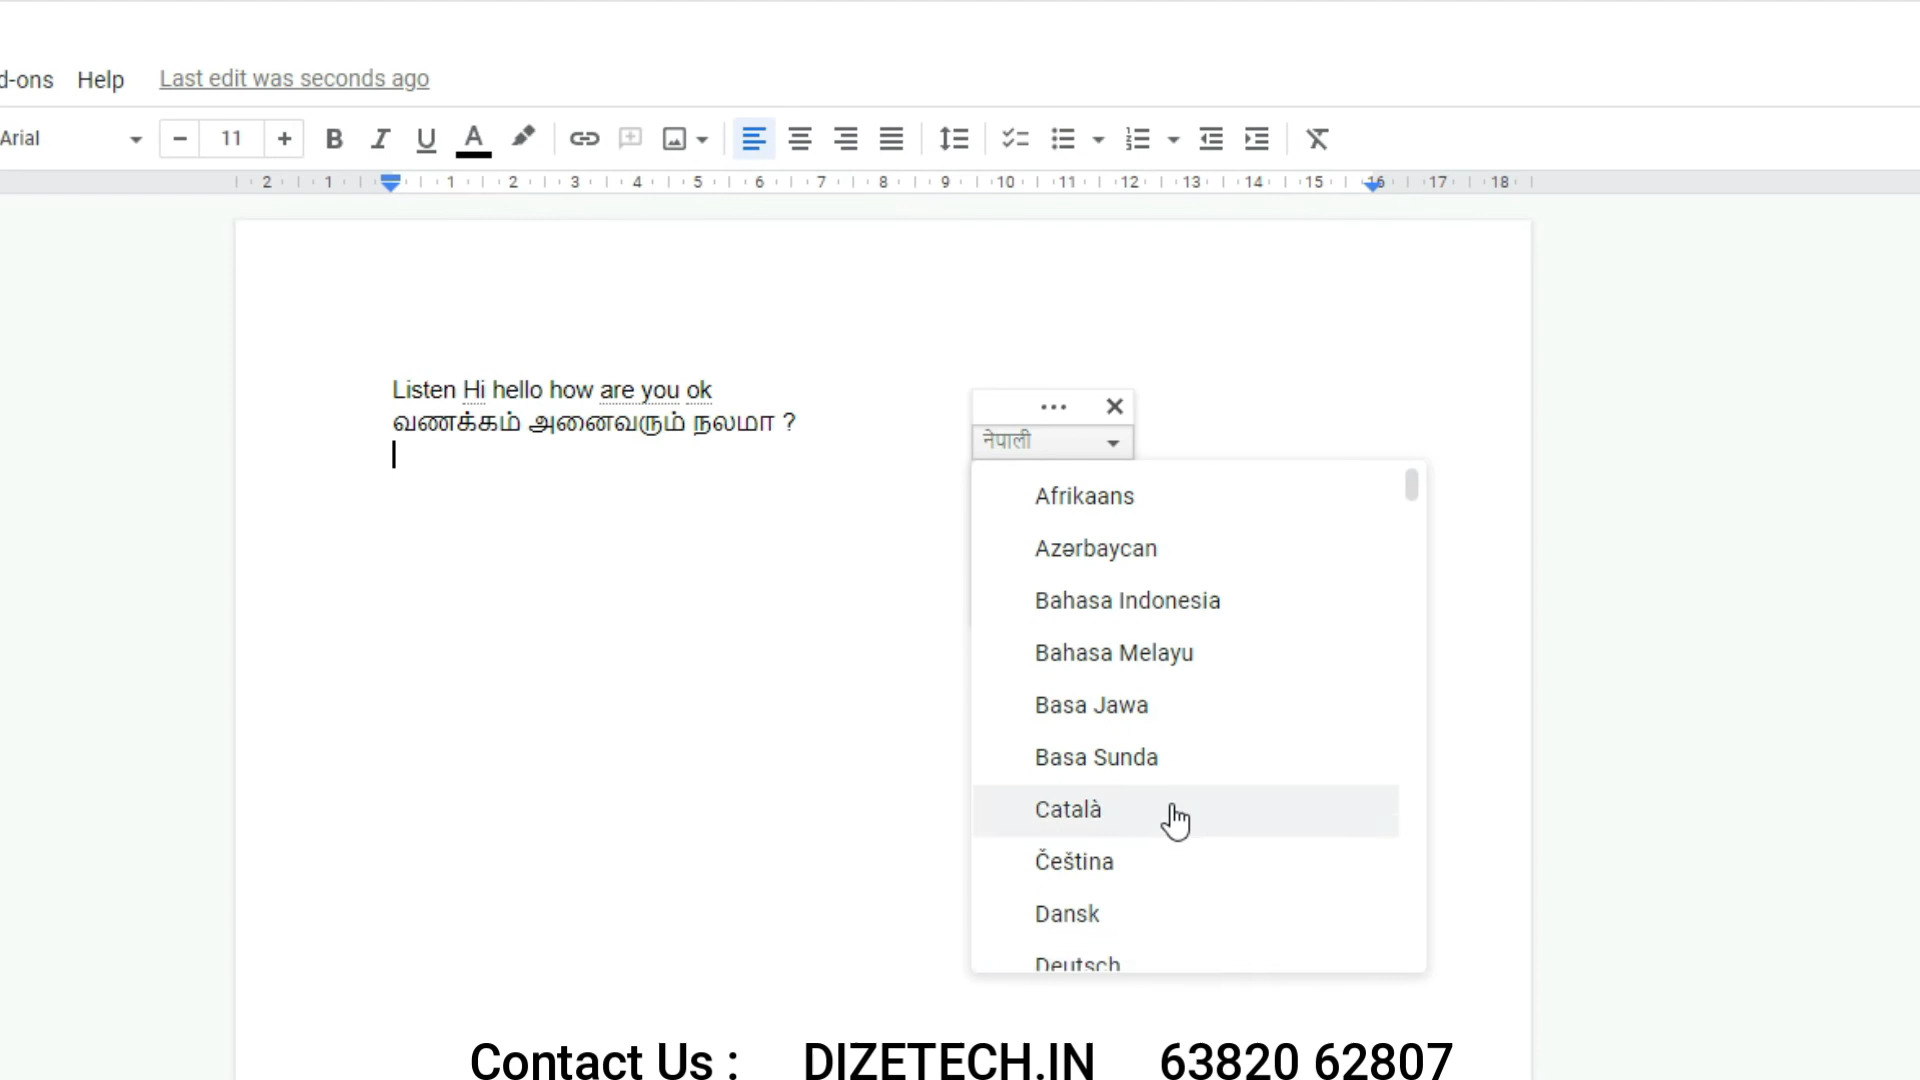 d-ons Help Last edit was seconds ago
Arial 11
2 1 1 2 3 4 5 6 7 8 9 10 11 12 13 14 15 16 17 18
Listen Hi hello how are you ok
வணக்கம் அனைவரும் நலமா ?
नेपाली
Afrikaans
Azərbaycan
Bahasa Indonesia
Bahasa Melayu
Basa Jawa
Basa Sunda
Català
Čeština
Dansk
Deutsch
Contact Us : DIZETECH.IN 63820 62807